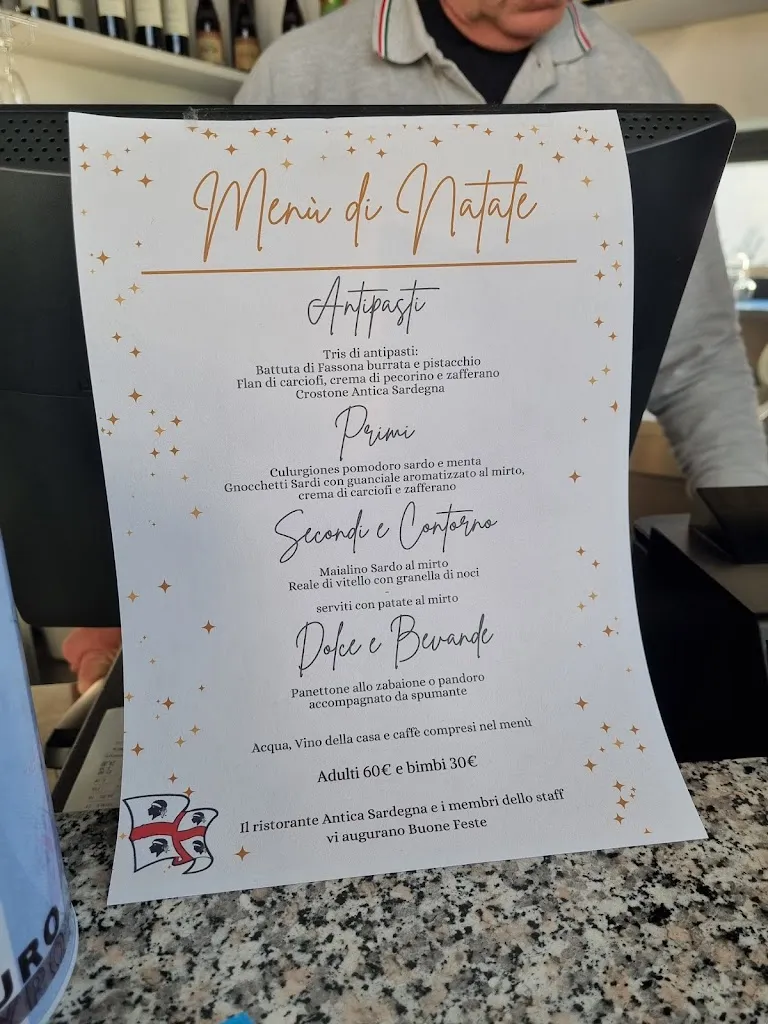 Menù di Natale
Antipasti
Tris di antipasti:
Battuta di Fassona burrata e pistacchio
Flan di carciofi, crema di pecorino e zafferano
Crostone Antica Sardegna
Primi
Culurgiones pomodoro sardo e menta
Gnocchetti Sardi con guanciale aromatizzato al mirto,
crema di carciofi e zafferano
Secondi e Contorno
Maialino Sardo al mirto
Reale di vitello con granella di noci
-
serviti con patate al mirto
Dolce e Bevande
Panettone allo zabaione o pandoro
accompagnato da spumante
Acqua, Vino della casa e caffè compresi nel menù
Adulti 60€ e bimbi 30€
Il ristorante Antica Sardegna e i membri dello staff
vi augurano Buone Feste
URO